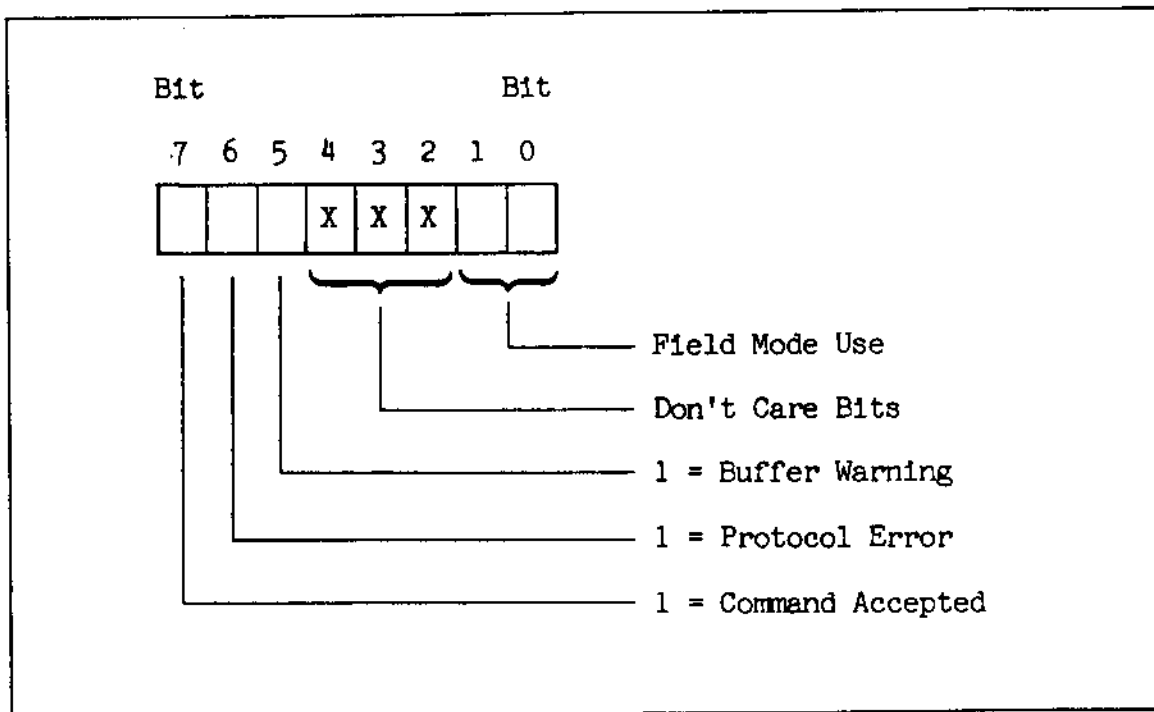 Bit Bit
7 6 5 4 3 2 1 0
X X X
Field Mode Use
Don't Care Bits
1 = Buffer Warning
1 = Protocol Error
1 = Command Accepted